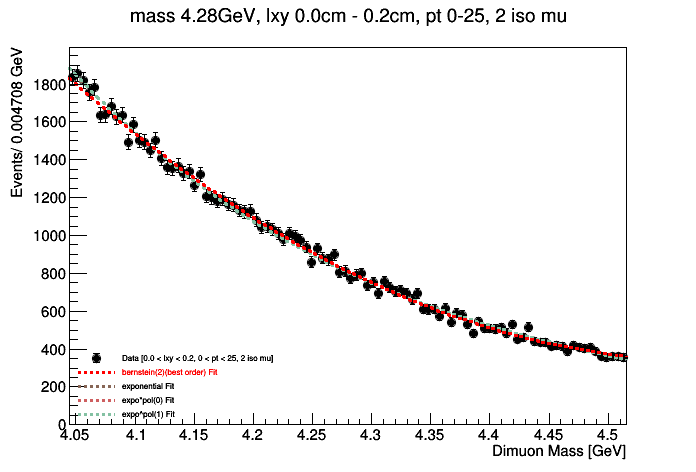 mass 4.28GeV, lxy 0.0cm - 0.2cm, pt 0-25, 2 iso mu
Events/ 0.004708 GeV
1800
1600
1400
1200
1000
800
600
400
200
0
Data [0.0 < lxy < 0.2, 0 < pt < 25, 2 iso mu]
bernstein(2)(best order) Fit
exponential Fit
expo*pol(0) Fit
expo*pol(1) Fit
4.05 4.1 4.15 4.2 4.25 4.3 4.35 4.4 4.45 4.5
Dimuon Mass [GeV]